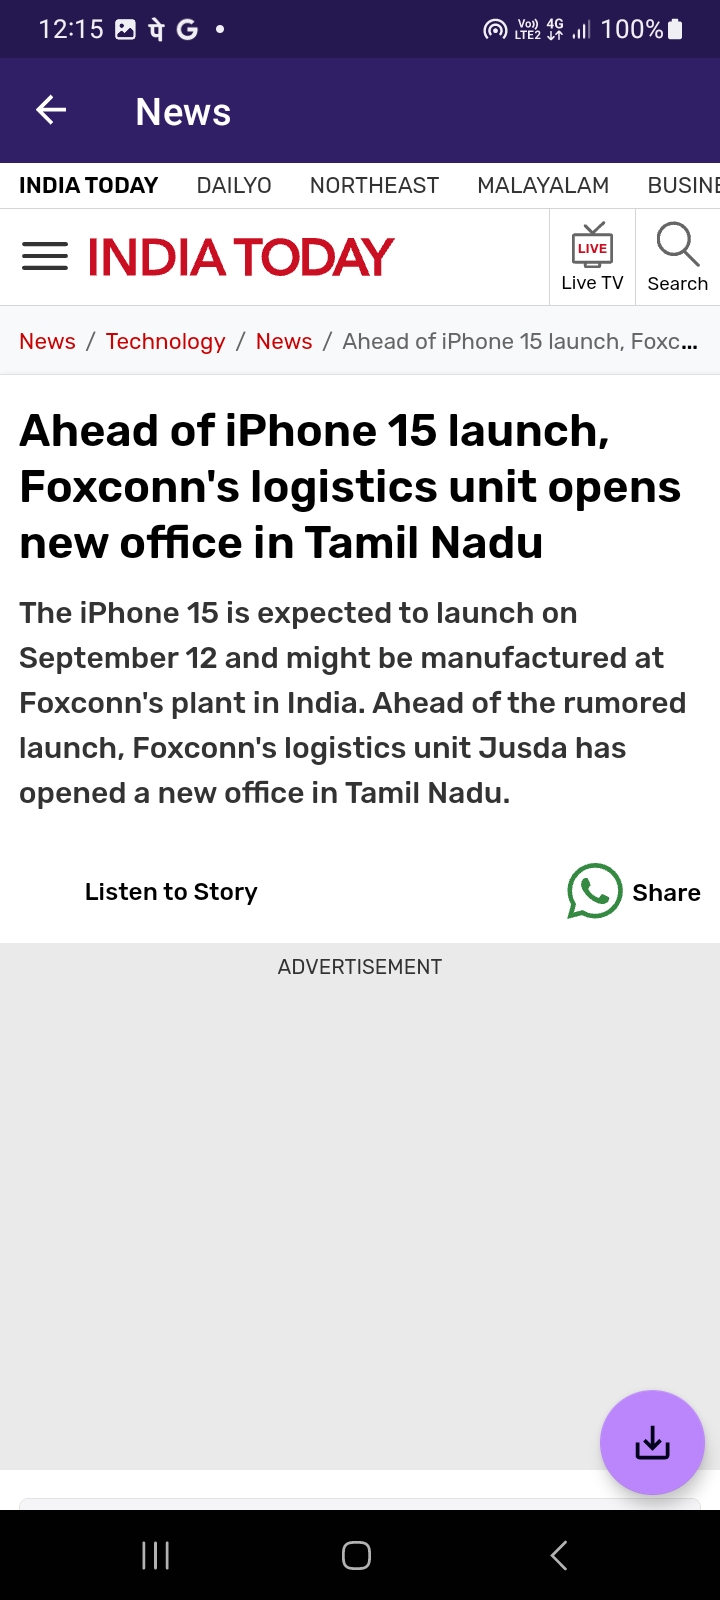 12:15 पे G Vo)) LTE2 4G 100%
News
INDIA TODAY DAILYO NORTHEAST MALAYALAM BUSINE
INDIA TODAY
LIVE
Live TV
Search
News / Technology / News / Ahead of iPhone 15 launch, Foxc...
Ahead of iPhone 15 launch,
Foxconn's logistics unit opens
new office in Tamil Nadu
The iPhone 15 is expected to launch on
September 12 and might be manufactured at
Foxconn's plant in India. Ahead of the rumored
launch, Foxconn's logistics unit Jusda has
opened a new office in Tamil Nadu.
Listen to Story
Share
ADVERTISEMENT